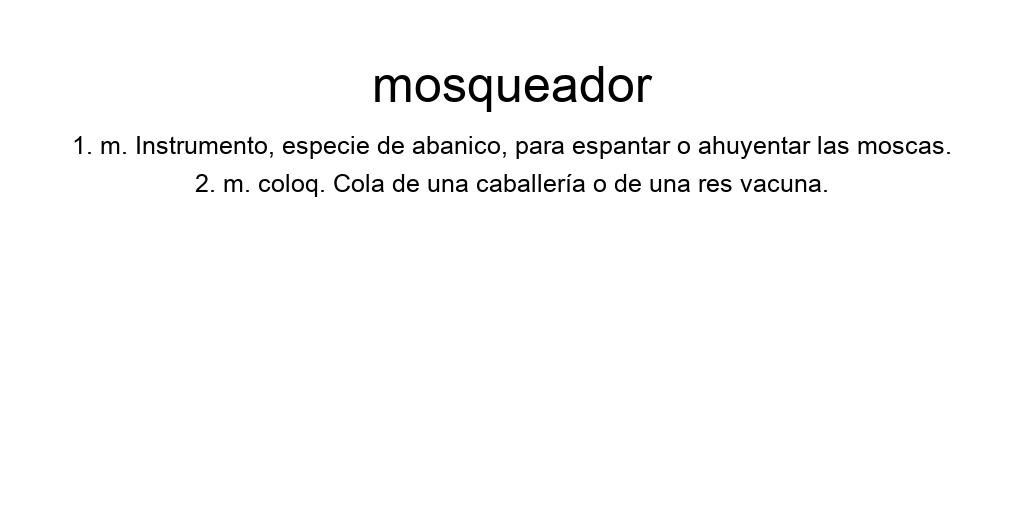 mosqueador
1. m. Instrumento, especie de abanico, para espantar o ahuyentar las moscas.
2. m. coloq. Cola de una caballería o de una res vacuna.